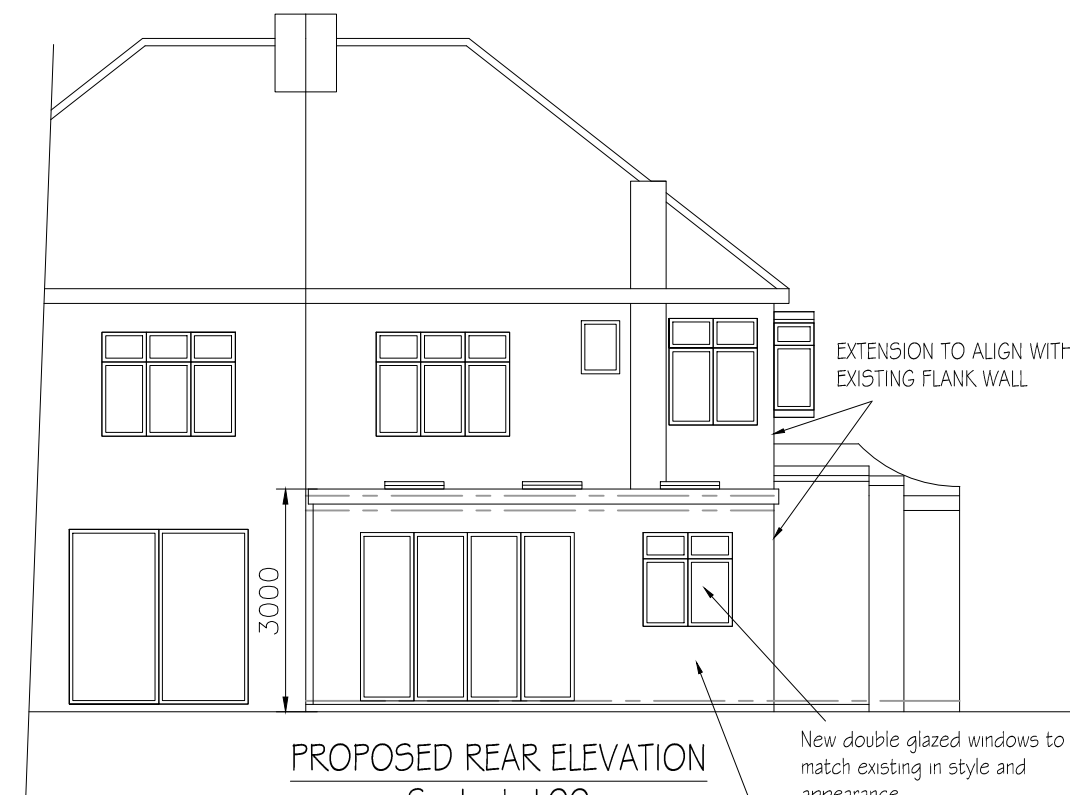 EXTENSION TO ALIGN WITH
EXISTING FLANK WALL
3000
PROPOSED REAR ELEVATION
New double glazed windows to
match existing in style and
appearance